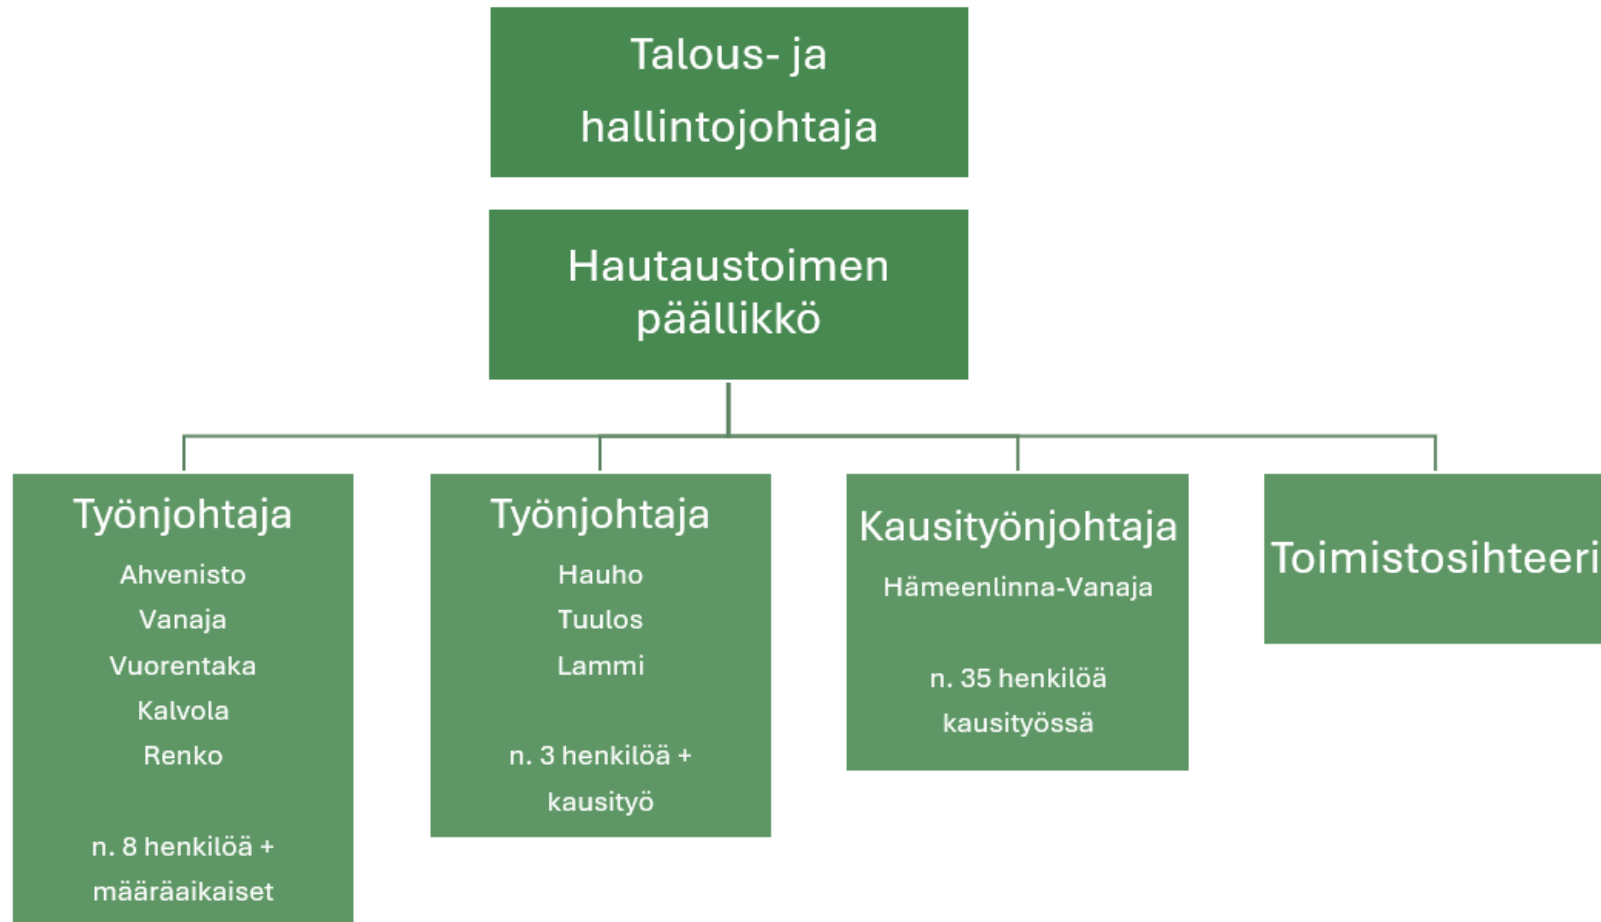 Talous- ja
hallintojohtaja
Hautaustoimen
päällikkö
Työnjohtaja
Ahvenisto
Vanaja
Vuorentaka
Kalvola
Renko
n. 8 henkilöä +
määräaikaiset
Työnjohtaja
Hauho
Tuulos
Lammi
n. 3 henkilöä +
kausityö
Kausityönjohtaja
Hämeenlinna-Vanaja
n. 35 henkilöä
kausityössä
Toimistosihteeri